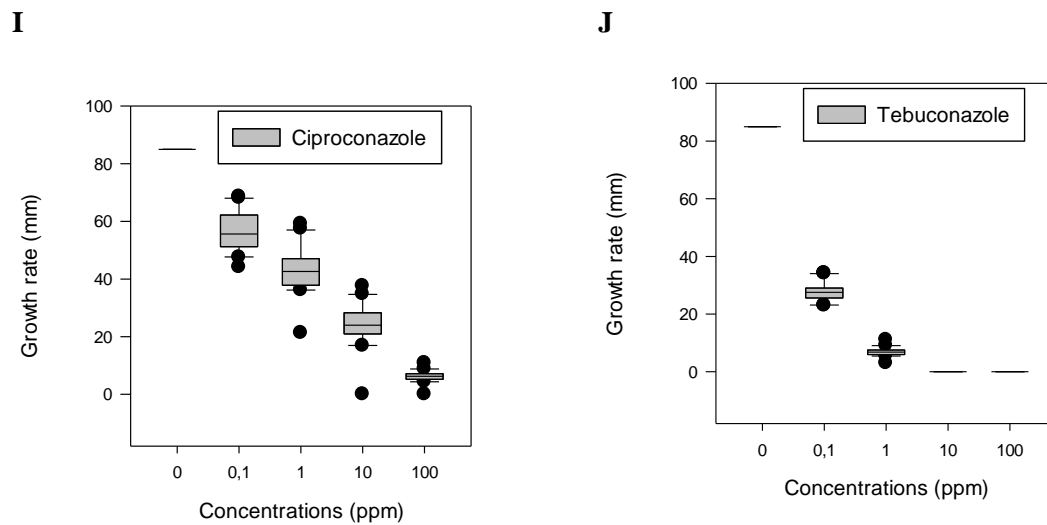 I
J
100
80
60
40
20
0
Growth rate (mm)
Ciproconazole
0
0,1
1
10
100
Concentrations (ppm)
100
80
60
40
20
0
Growth rate (mm)
Tebuconazole
0
0,1
1
10
100
Concentrations (ppm)